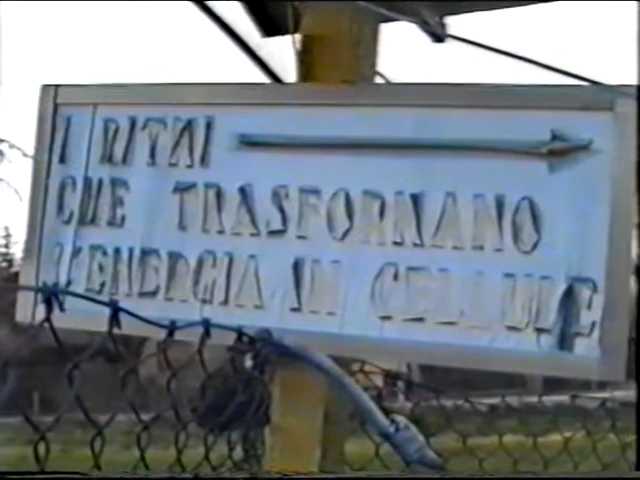 I RITMI
CHE TRASFORMANO
L'ENERGIA IN CELLULE